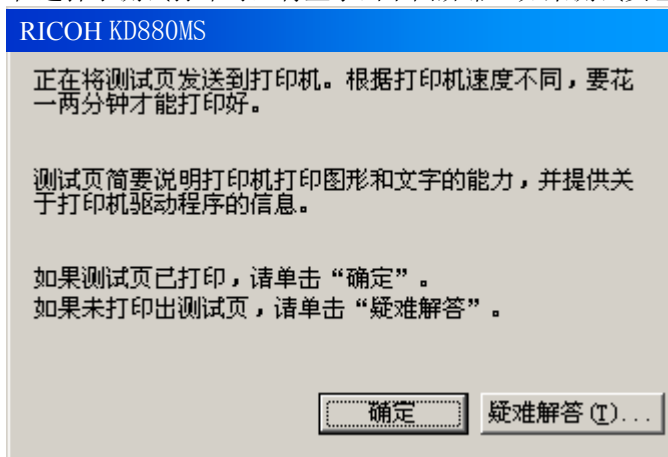 RICOH KD880MS
正在将测试页发送到打印机。根据打印机速度不同，要花
一两分钟才能打印好。
测试页简要说明打印机打印图形和文字的能力，并提供关
于打印机驱动程序的信息。
如果测试页已打印，请单击“确定”。
如果未打印出测试页，请单击“疑难解答”。
确定
疑难解答(T)...